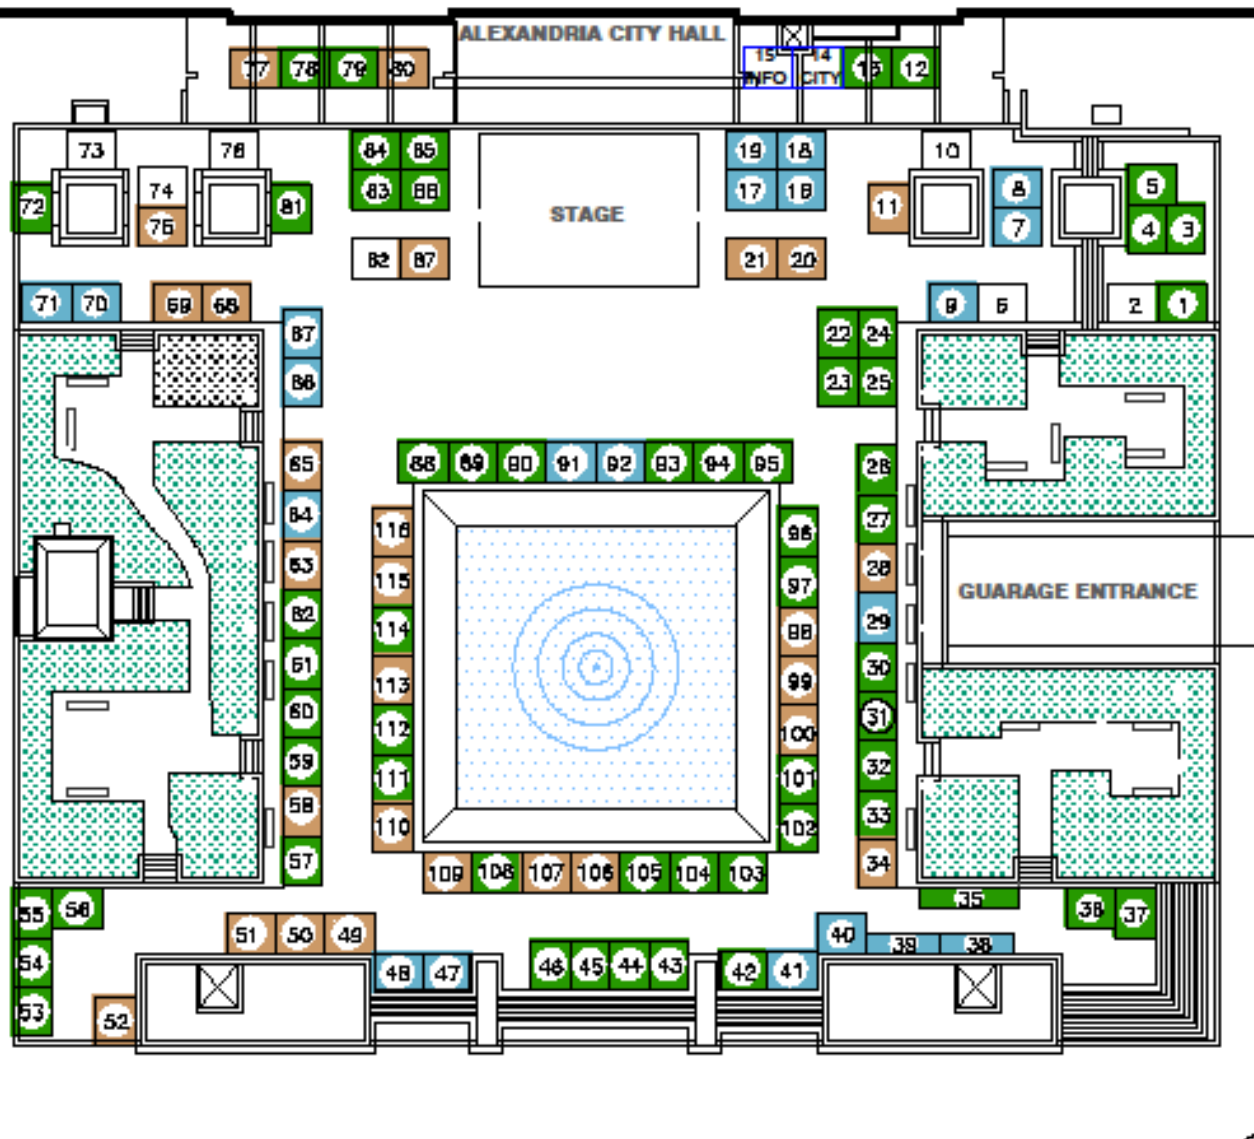 ALEXANDRIA CITY HALL
77 78 79 80
15 14 13 12
INFO CITY
73 76 84 85 19 18 10
72 74 83 86 17 16 8 5
75 81 11 7 4 3
STAGE
82 87 21 20
71 70 69 68 9 6 2 1
67 22 24
66 23 25
65 88 89 90 91 92 93 94 95 26
64 116 96 27
63 115 97 28
GUARAGE ENTRANCE
62 114 98 29
61 113 99 30
60 112 100 31
59 111 101 32
58 110 102 33
57 109 108 107 106 105 104 103 34
55 56 35 36 37
51 50 49 40
39 38
54 48 47 46 45 44 43 42 41
53 52